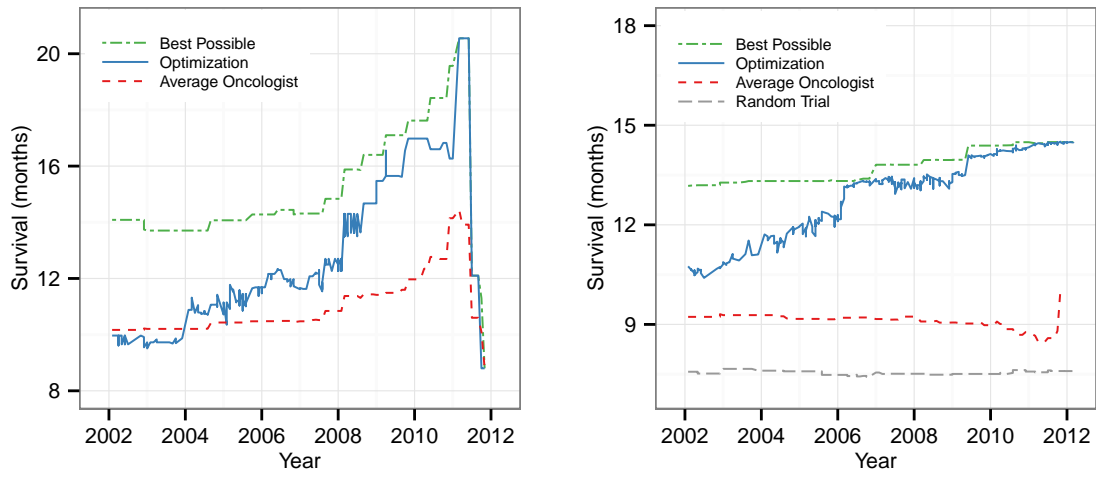 Survival (months)
20
16
12
8
Best Possible
Optimization
Average Oncologist
2002 2004 2006 2008 2010 2012
Year
Survival (months)
18
15
12
9
Best Possible
Optimization
Average Oncologist
Random Trial
2002 2004 2006 2008 2010 2012
Year